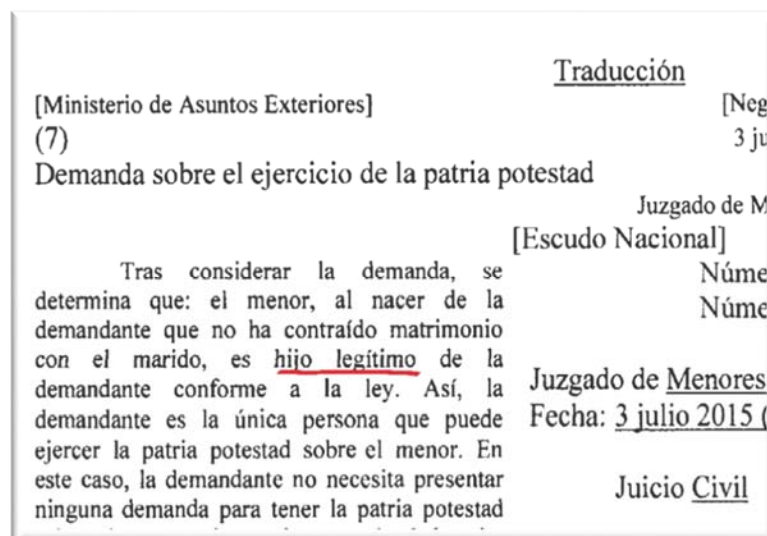 Traducción
[Ministerio de Asuntos Exteriores]
(7)
3
Demanda sobre el ejercicio de la patria potestad
Juzgado de
[Escudo Nacional]
Tras considerar la demanda, se
determina que: el menor, al nacer de la
demandante que no ha contraído matrimonio
con el marido, es hijo legítimo de la
demandante conforme a la ley. Así, la
demandante es la única persona que puede
ejercer la patria potestad sobre el menor. En
este caso, la demandante no necesita presentar
ninguna demanda para tener la patria potestad
Juzgado de Menores
Fecha: 3 julio 2015 (
Juicio Civil